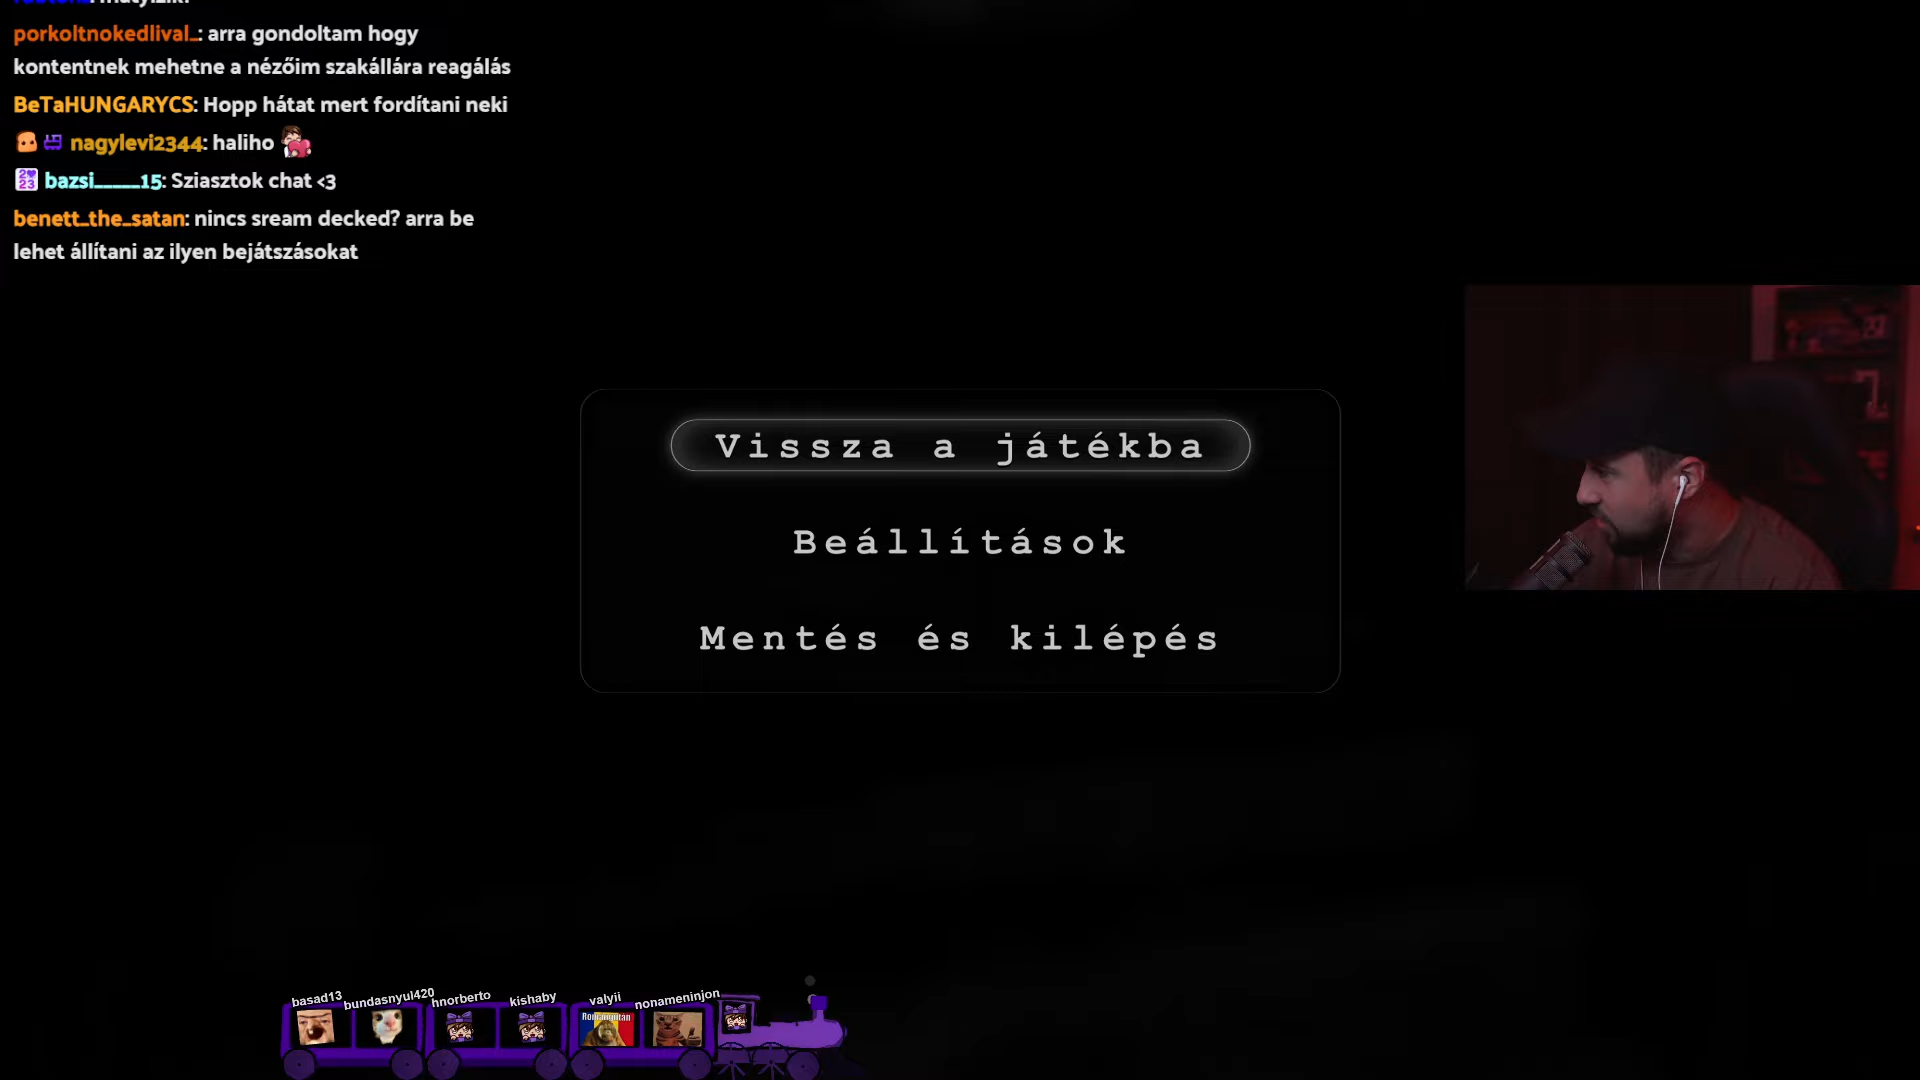 porkoltnokedlival_: arra gondoltam hogy
kontentnek mehetne a nézőim szakállára reagálás
BeTaHUNGARYCS: Hopp hátat mert fordítani neki
nagylevi2344: haliho
bazsi_____15: Sziasztok chat <3
benett_the_satan: nincs sream decked? arra be
lehet állítani az ilyen bejátszásokat
Vissza a játékba
Beállítások
Mentés és kilépés
basad13 bundasnyul420 hnorberto kishaby valyii nonameninjon